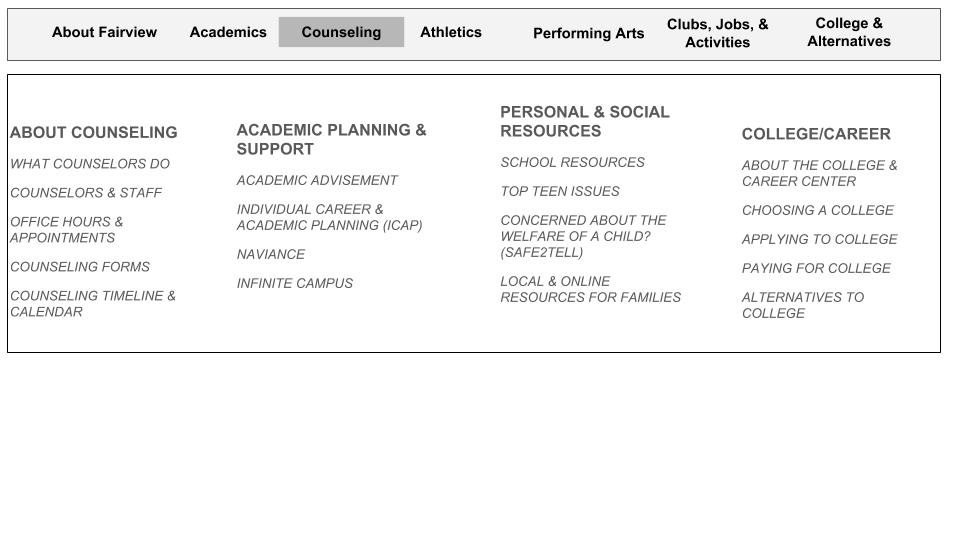 About Fairview
Academics
Counseling
Athletics
Performing Arts
Clubs, Jobs, &
Activities
College &
Alternatives
ABOUT COUNSELING
WHAT COUNSELORS DO
COUNSELORS & STAFF
OFFICE HOURS &
APPOINTMENTS
COUNSELING FORMS
COUNSELING TIMELINE &
CALENDAR
ACADEMIC PLANNING &
SUPPORT
ACADEMIC ADVISEMENT
INDIVIDUAL CAREER &
ACADEMIC PLANNING (ICAP)
NAVIANCE
INFINITE CAMPUS
PERSONAL & SOCIAL
RESOURCES
SCHOOL RESOURCES
TOP TEEN ISSUES
CONCERNED ABOUT THE
WELFARE OF A CHILD?
(SAFE2TELL)
LOCAL & ONLINE
RESOURCES FOR FAMILIES
COLLEGE/CAREER
ABOUT THE COLLEGE &
CAREER CENTER
CHOOSING A COLLEGE
APPLYING TO COLLEGE
PAYING FOR COLLEGE
ALTERNATIVES TO
COLLEGE